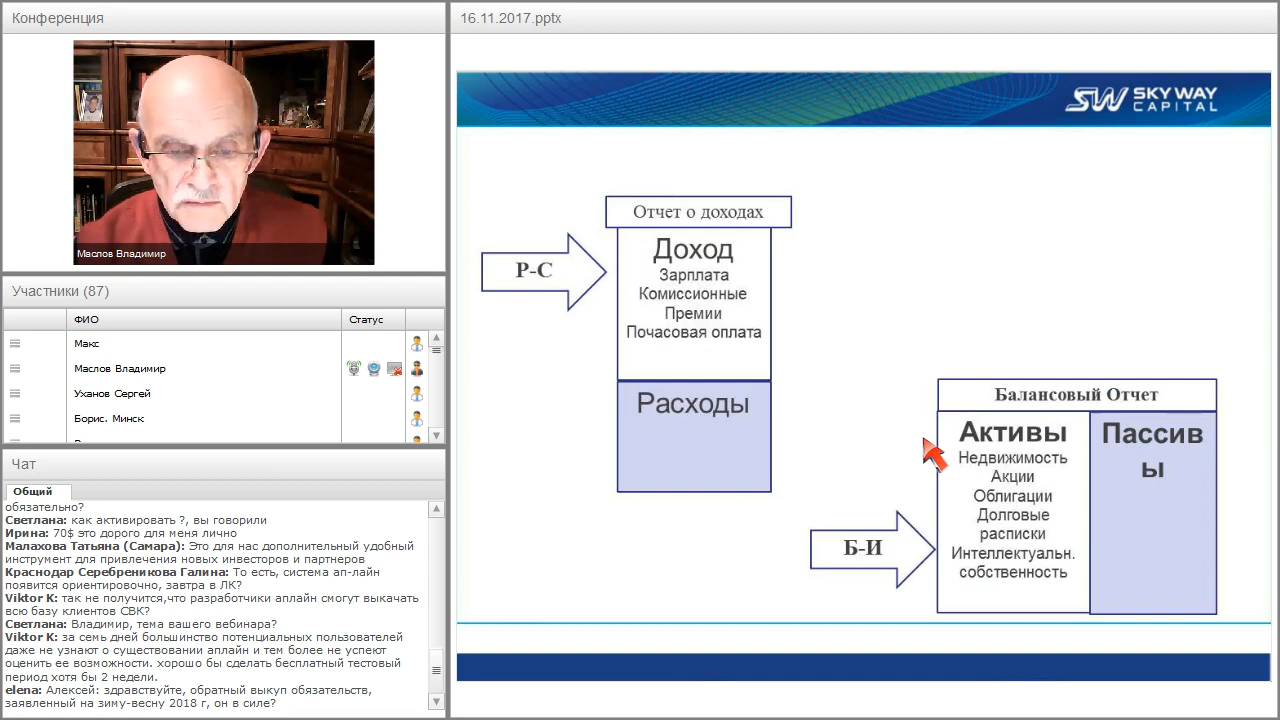 Конференция
Маслов Владимир
Участники (87)
ФИО
Статус
Макс
Маслов Владимир
Уханов Сергей
Борис. Минск
Чат
Общий
обязательно?
Светлана: как активировать ?, вы говорили
Ирина: 70$ это дорого для меня лично
Малахова Татьяна (Самара): Это для нас дополнительный удобный
инструмент для привлечения новых инвесторов и партнеров
Краснодар Серебреникова Галина: То есть, система ап-лайн
появится ориентировочно, завтра в ЛК?
Viktor K: так не получится,что разработчики аплайн смогут выкачать
всю базу клиентов СВК?
Светлана: Владимир, тема вашего вебинара?
Viktor K: за семь дней большинство потенциальных пользователей
даже не узнают о существовании аплайн и тем более не успеют
оценить ее возможности. хорошо бы сделать бесплатный тестовый
период хотя бы 2 недели.
elena: Алексей: здравствуйте, обратный выкуп обязательств,
заявленный на зиму-весну 2018 г, он в силе?
16.11.2017.pptx
SW SKY WAY
CAPITAL
Отчет о доходах
Р-С
Доход
Зарплата
Комиссионные
Премии
Почасовая оплата
Расходы
Балансовый Отчет
Активы
Недвижимость
Акции
Облигации
Долговые
расписки
Интеллектуальн.
собственность
Пассив
ы
Б-И